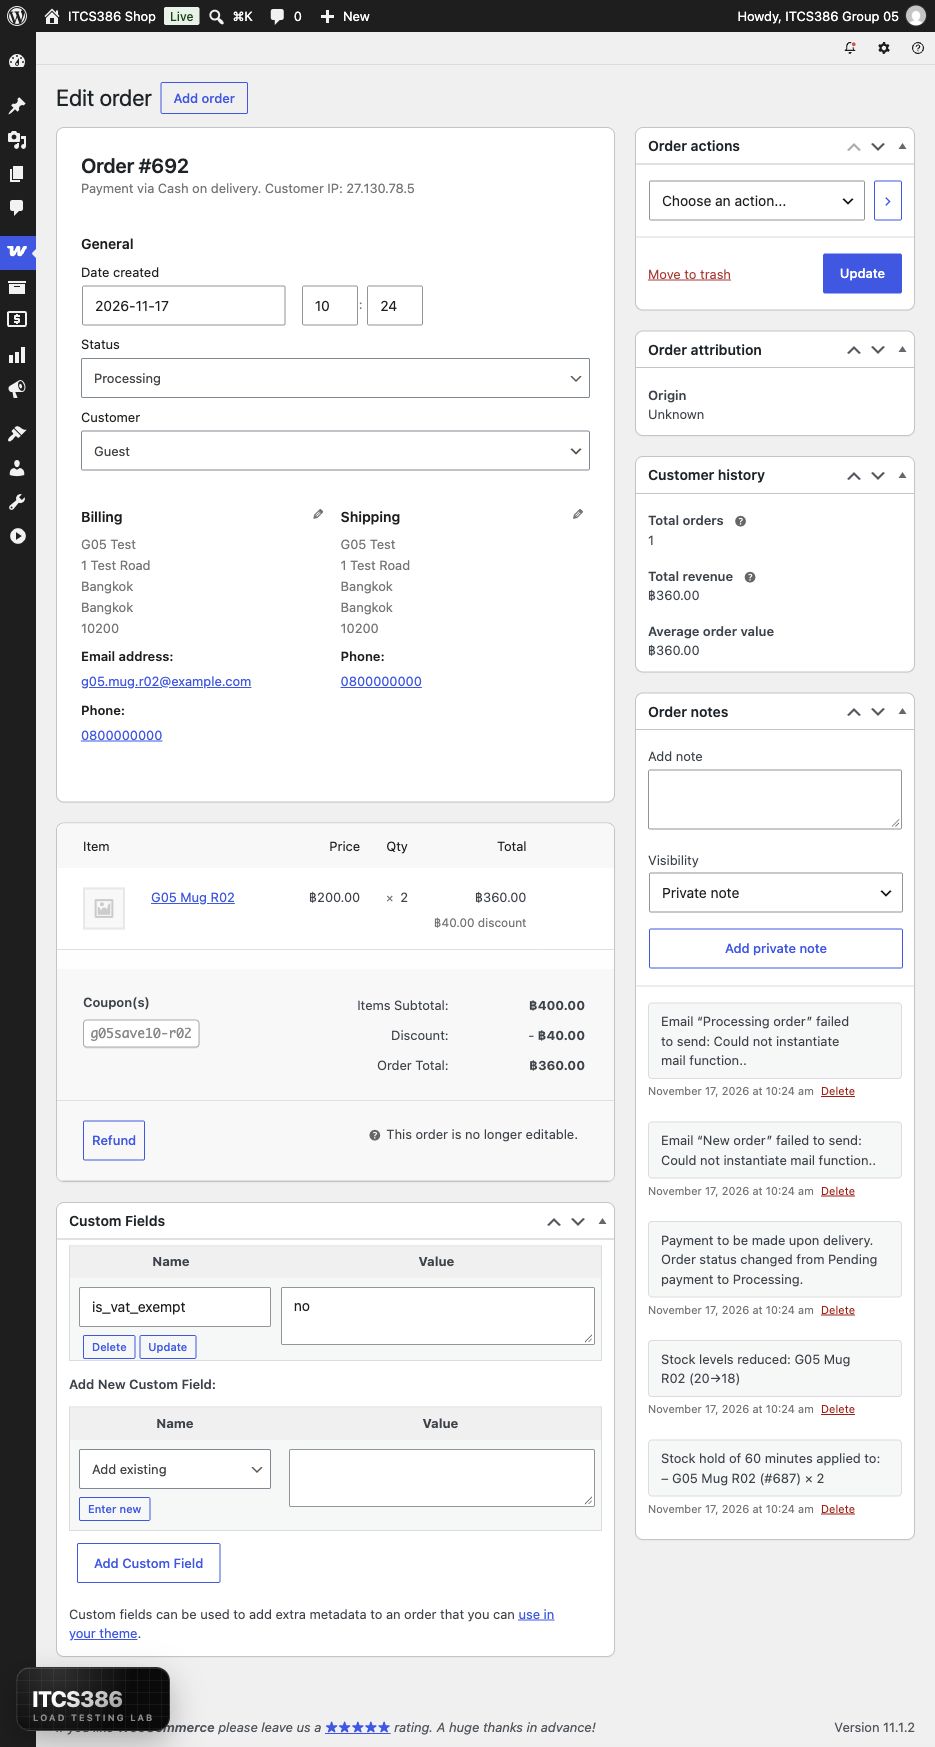 ITCS386 Shop Live ⌘K 0 New
Howdy, ITCS386 Group 05
Edit order
Add order
Order #692
Payment via Cash on delivery. Customer IP: 27.130.78.5
General
Date created
2026-11-17 10 : 24
Status
Processing
Customer
Guest
Billing
G05 Test
1 Test Road
Bangkok
Bangkok
10200
Email address:
g05.mug.r02@example.com
Phone:
0800000000
Shipping
G05 Test
1 Test Road
Bangkok
Bangkok
10200
Phone:
0800000000
Item Price Qty Total
G05 Mug R02 ฿200.00 × 2 ฿360.00
฿40.00 discount
Coupon(s)
g05save10-r02
Items Subtotal: ฿400.00
Discount: - ฿40.00
Order Total: ฿360.00
Refund
This order is no longer editable.
Custom Fields
Name Value
is_vat_exempt no
Delete Update
Add New Custom Field:
Name Value
Add existing
Enter new
Add Custom Field
Custom fields can be used to add extra metadata to an order that you can use in
your theme.
Order actions
Choose an action...
Move to trash
Update
Order attribution
Origin
Unknown
Customer history
Total orders
1
Total revenue
฿360.00
Average order value
฿360.00
Order notes
Add note
Visibility
Private note
Add private note
Email “Processing order” failed
to send: Could not instantiate
mail function..
November 17, 2026 at 10:24 am Delete
Email “New order” failed to send:
Could not instantiate mail function..
November 17, 2026 at 10:24 am Delete
Payment to be made upon delivery.
Order status changed from Pending
payment to Processing.
November 17, 2026 at 10:24 am Delete
Stock levels reduced: G05 Mug
R02 (20→18)
November 17, 2026 at 10:24 am Delete
Stock hold of 60 minutes applied to:
– G05 Mug R02 (#687) × 2
November 17, 2026 at 10:24 am Delete
ITCS386
LOAD TESTING LAB
please leave us a ★★★★★ rating. A huge thanks in advance!
Version 11.1.2